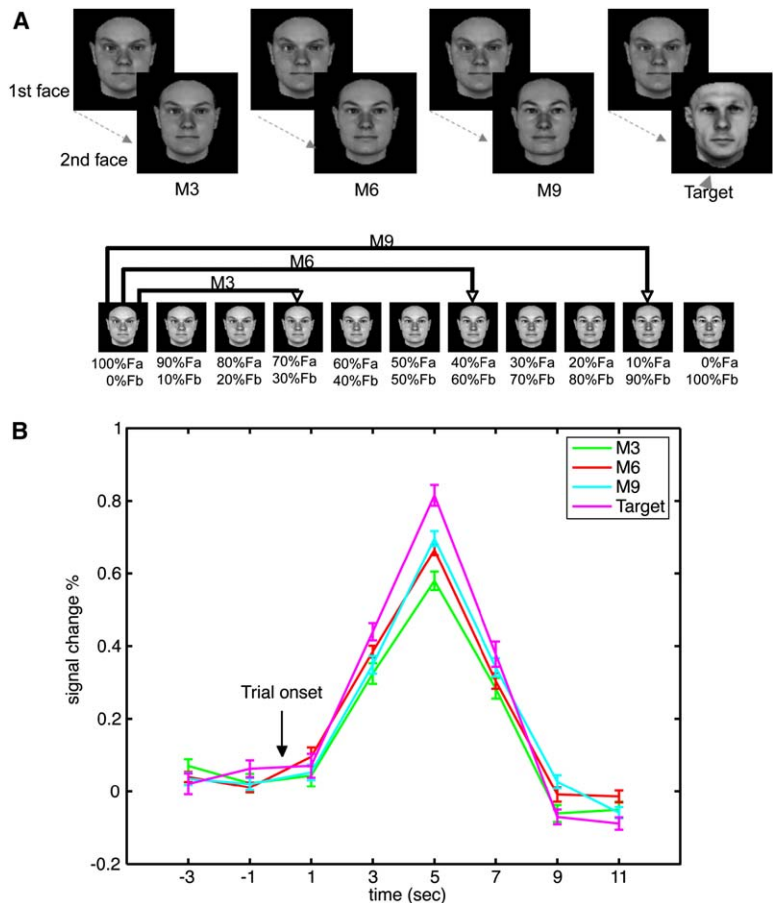 A
1st face
2nd face
M3
M6
M9
Target
M9
M6
M3
100%Fa 90%Fa 80%Fa 70%Fa 60%Fa 50%Fa 40%Fa 30%Fa 20%Fa 10%Fa 0%Fa
0%Fb 10%Fb 20%Fb 30%Fb 40%Fb 50%Fb 60%Fb 70%Fb 80%Fb 90%Fb 100%Fb
B
1
0.8
0.6
0.4
0.2
0
-0.2
signal change %
Trial onset
M3
M6
M9
Target
-3 -1 1 3 5 7 9 11
time (sec)